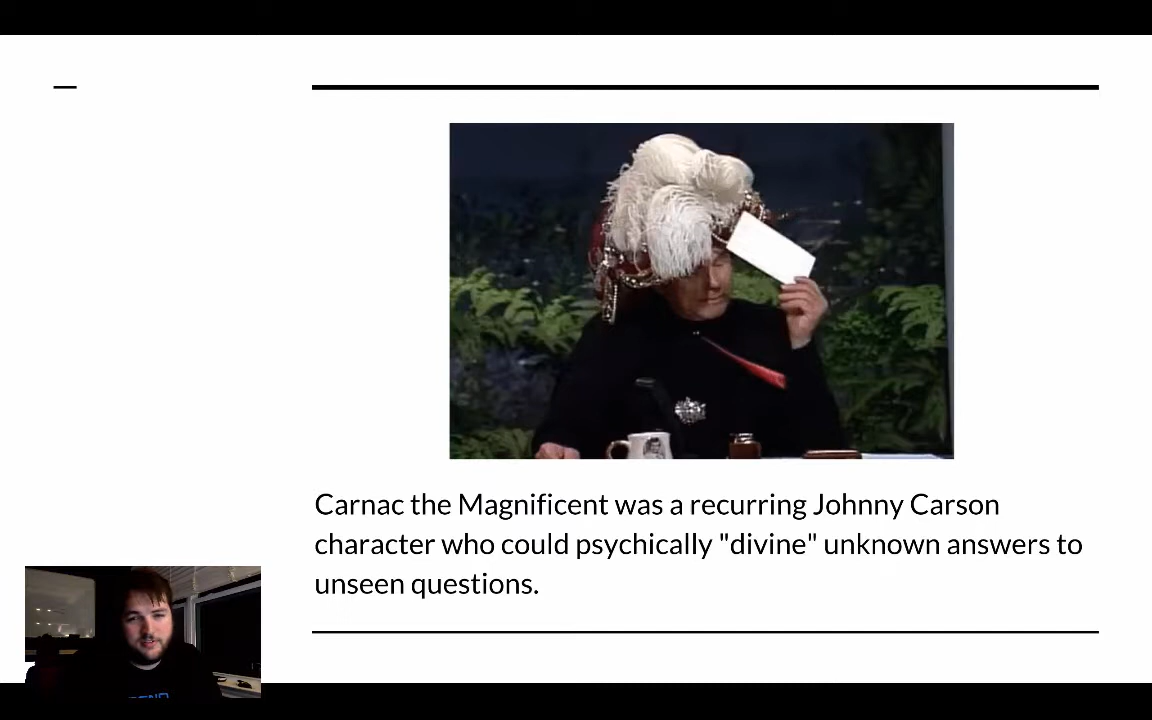 Carnac the Magnificent was a recurring Johnny Carson
character who could psychically "divine" unknown answers to
unseen questions.